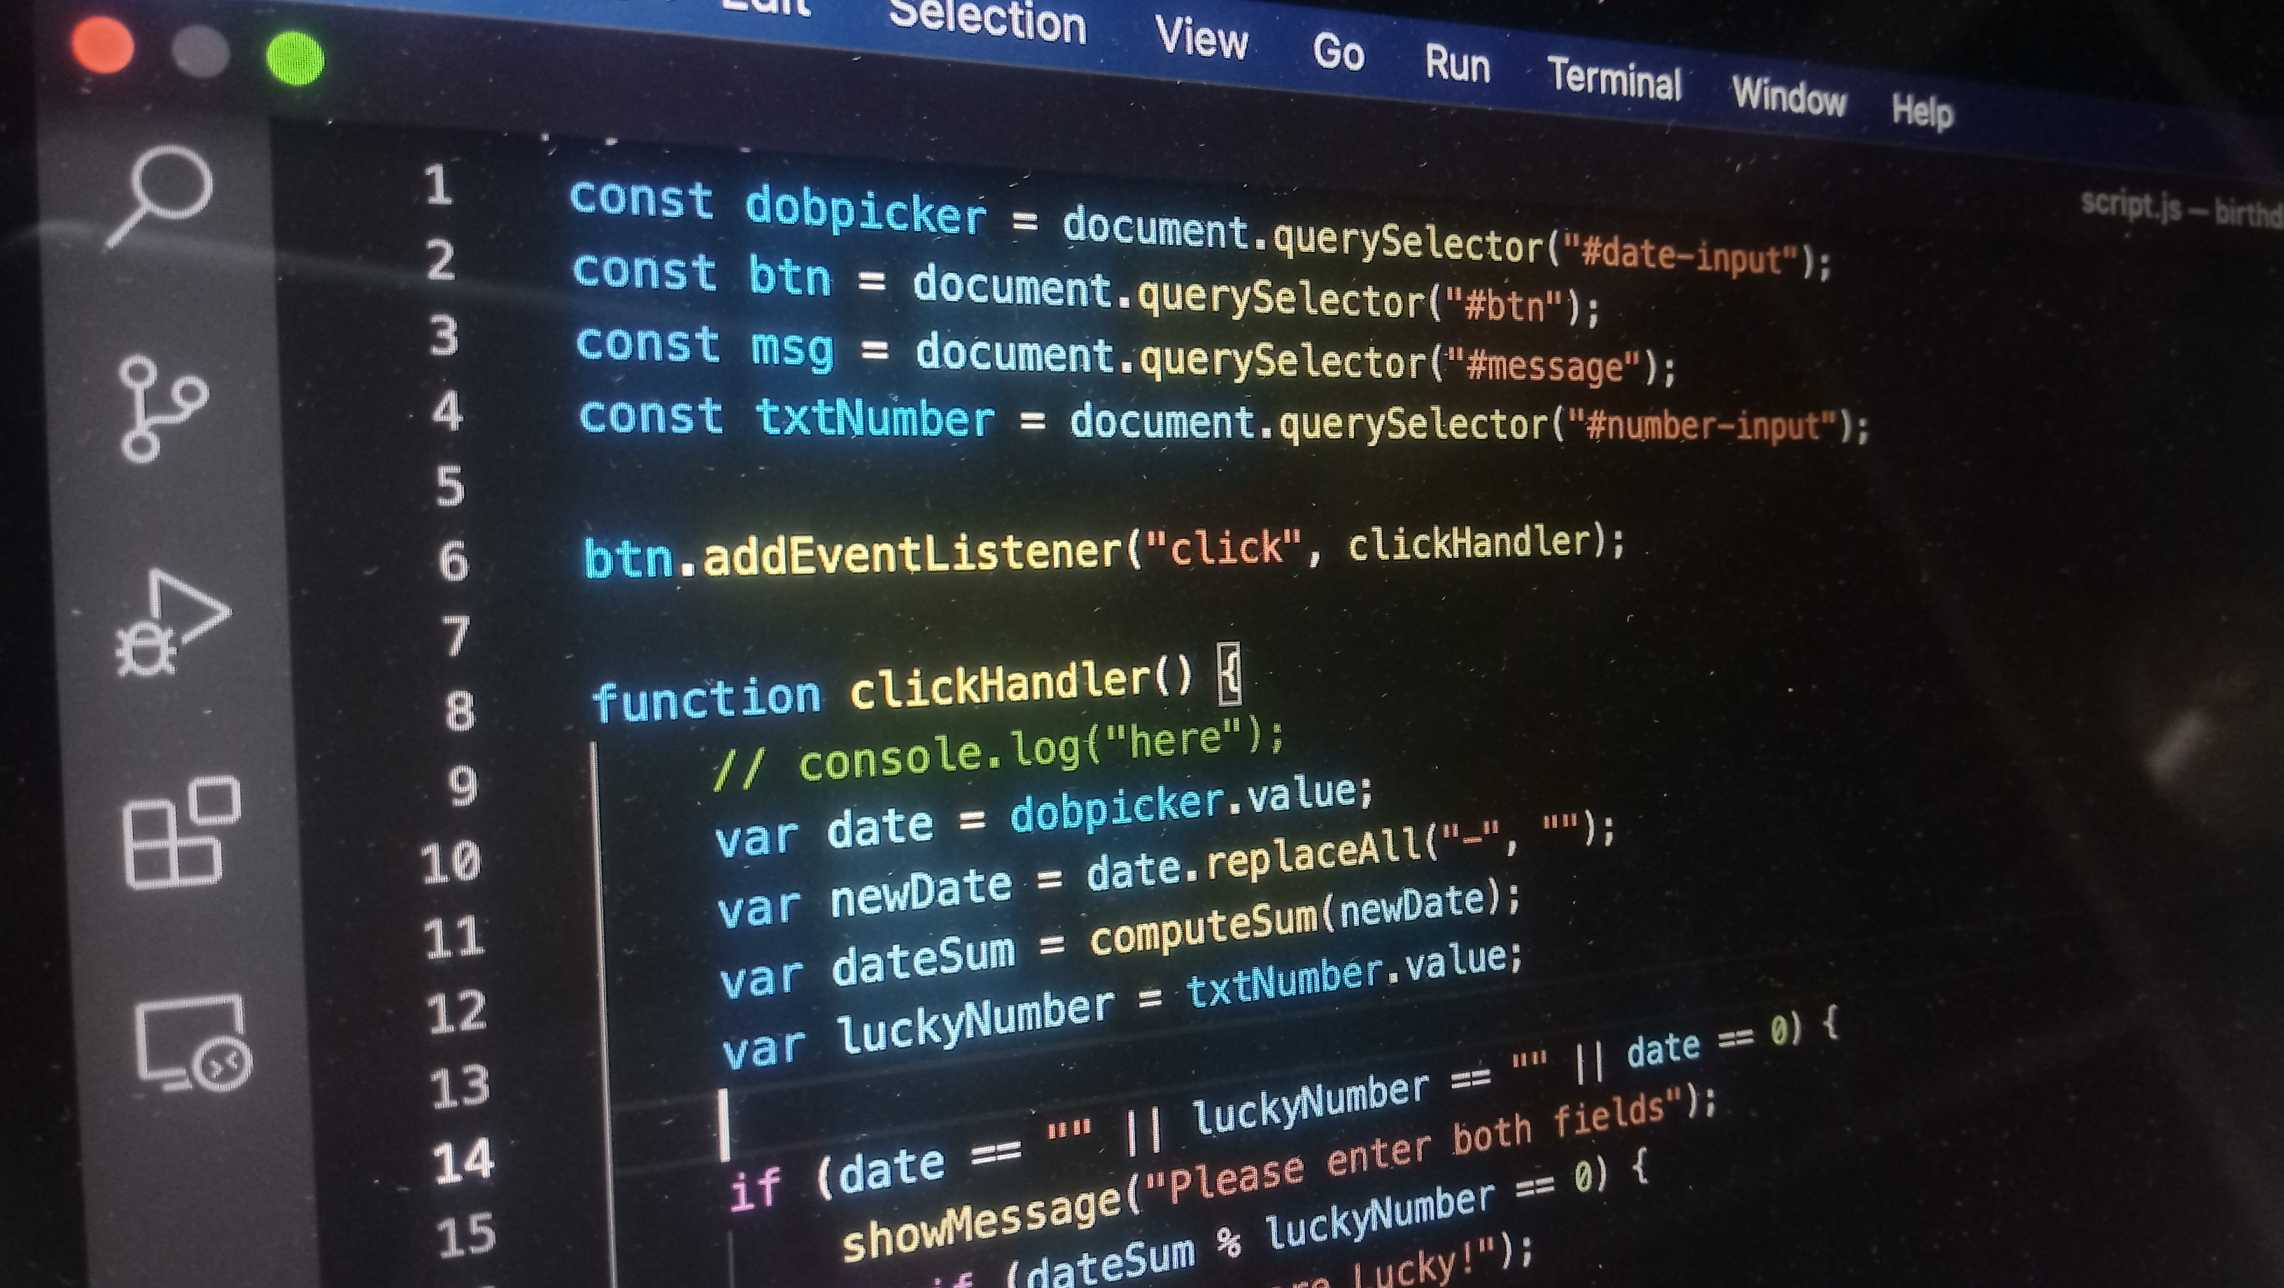 Edit Selection View Go Run Terminal Window Help
script.js — birthd
1 const dobpicker = document.querySelector("#date-input");
2 const btn = document.querySelector("#btn");
3 const msg = document.querySelector("#message");
4 const txtNumber = document.querySelector("#number-input");
5
6 btn.addEventListener("click", clickHandler);
7
8 function clickHandler() {
9 // console.log("here");
10 var date = dobpicker.value;
11 var newDate = date.replaceAll("-", "");
12 var dateSum = computeSum(newDate);
13 var luckyNumber = txtNumber.value;
14
15 if (date == "" || luckyNumber == "" || date == 0) {
showMessage("Please enter both fields");
if (dateSum % luckyNumber == 0) {
Lucky!");